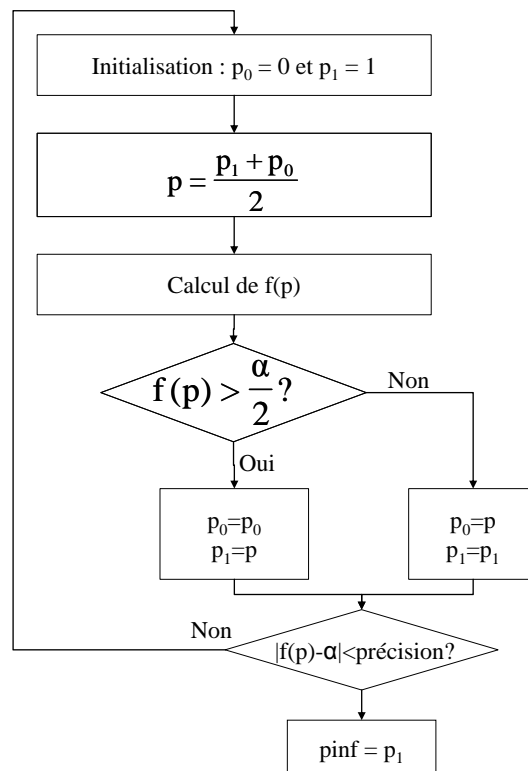 Initialisation : p₀ = 0 et p₁ = 1
p = (p₁ + p₀) / 2
Calcul de f(p)
f (p) > α/2 ?
Non
Oui
p₀=p₀
p₁=p
p₀=p
p₁=p₁
Non
|f(p)-α|<précision?
pinf = p₁